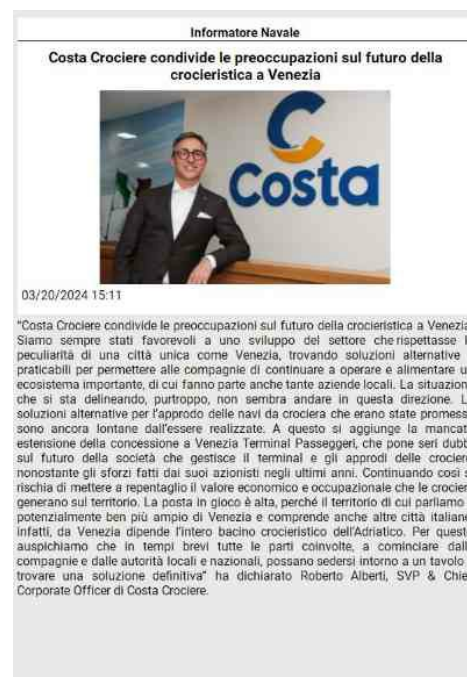 Informatore Navale
Costa Crociere condivide le preoccupazioni sul futuro della
crocieristica a Venezia
Costa
03/20/2024 15:11
"Costa Crociere condivide le preoccupazioni sul futuro della crocieristica a Venezia
Siamo sempre stati favorevoli a uno sviluppo del settore che rispettasse
peculiarità di una città unica come Venezia, trovando soluzioni alternative
praticabili per permettere alle compagnie di continuare a operare e alimentare
ecosistema importante, di cui fanno parte anche tante aziende locali. La situazion
che si sta delineando, purtroppo, non sembra andare in questa direzione. L
soluzioni alternative per l'approdo delle navi da crociera che erano state promess
sono ancora lontane dall'essere realizzate. A questo si aggiunge la mancat
estensione della concessione a Venezia Terminal Passeggeri, che pone seri dubb
sul futuro della società che gestisce il terminal e gli approdi delle crocier
nonostante gli sforzi fatti dai suoi azionisti negli ultimi anni. Continuando così s
rischia di mettere a repentaglio il valore economico e occupazionale che le crocier
generano sul territorio. La posta in gioco è alta, perché il territorio di cui parliamo
potenzialmente ben più ampio di Venezia e comprende anche altre città italiane
infatti, da Venezia dipende l'intero bacino crocieristico dell'Adriatico. Per quest
auspichiamo che in tempi brevi tutte le parti coinvolte, a cominciare dall
compagnie e dalle autorità locali e nazionali, possano sedersi intorno a un tavolo
trovare una soluzione definitiva" ha dichiarato Roberto Alberti, SVP & Chie
Corporate Officer di Costa Crociere.